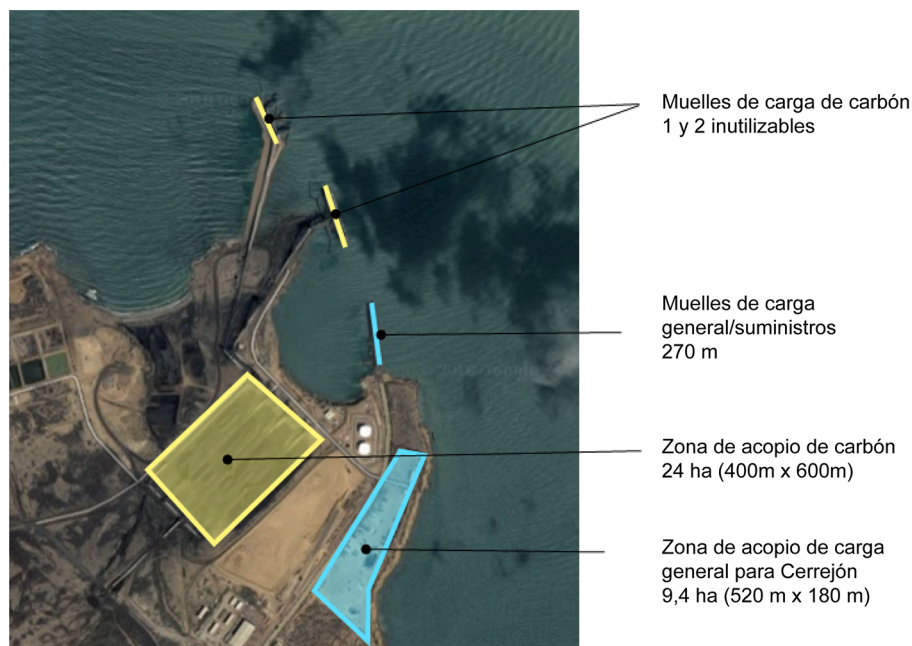 Muelles de carga de carbón
1 y 2 inutilizables
Muelles de carga
general/suministros
270 m
Zona de acopio de carbón
24 ha (400m x 600m)
Zona de acopio de carga
general para Cerrejón
9,4 ha (520 m x 180 m)